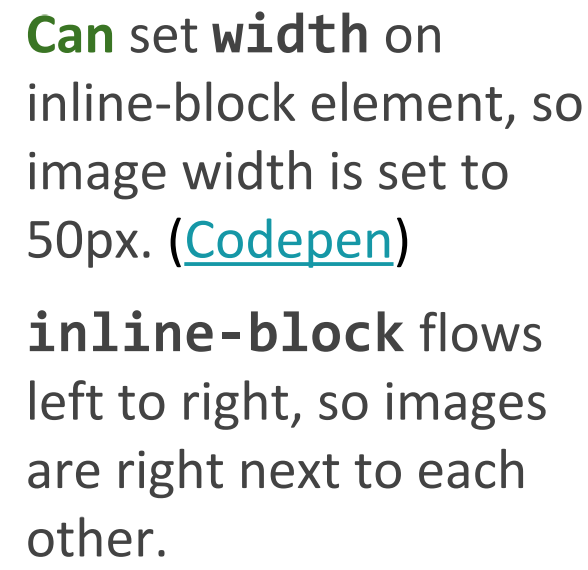 Can set width on
inline-block element, so
image width is set to
50px. (Codepen)
inline-block flows
left to right, so images
are right next to each
other.